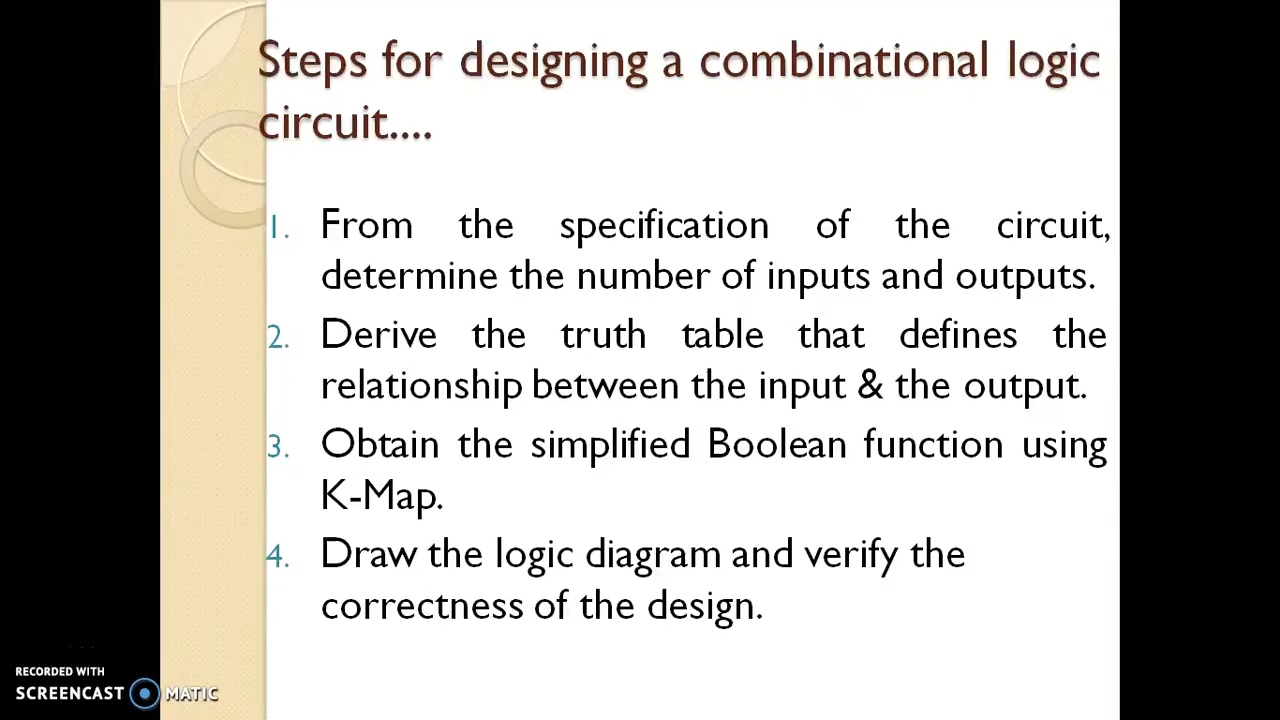 Steps for designing a combinational logic
circuit....
1. From the specification of the circuit,
determine the number of inputs and outputs.
2. Derive the truth table that defines the
relationship between the input & the output.
3. Obtain the simplified Boolean function using
K-Map.
4. Draw the logic diagram and verify the
correctness of the design.
RECORDED WITH
SCREENCAST MATIC